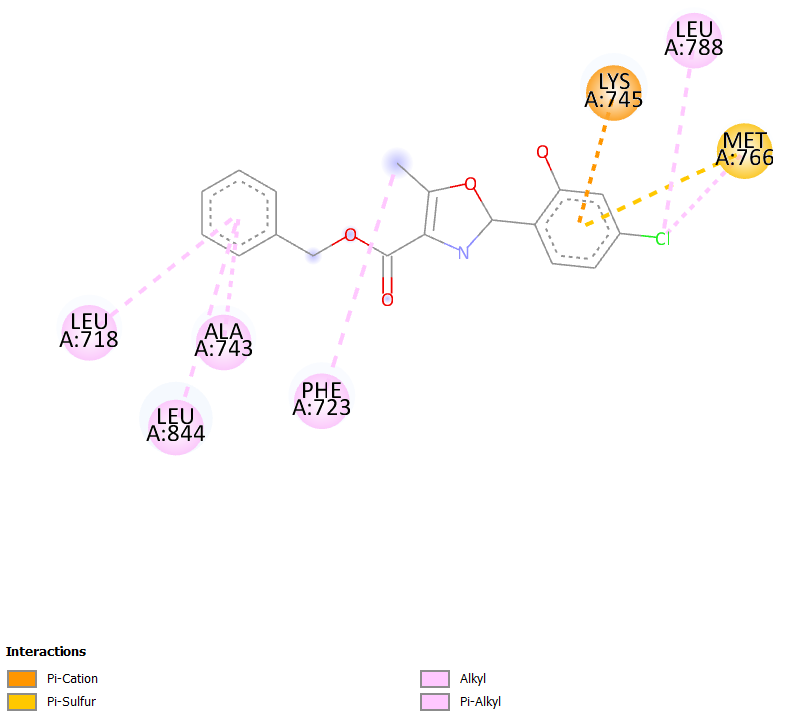 LEU
A:788
LYS
A:745
MET
A:766
O
O
O
Cl
N
O
LEU
A:718
ALA
A:743
PHE
A:723
LEU
A:844
Interactions
Pi-Cation
Pi-Sulfur
Alkyl
Pi-Alkyl